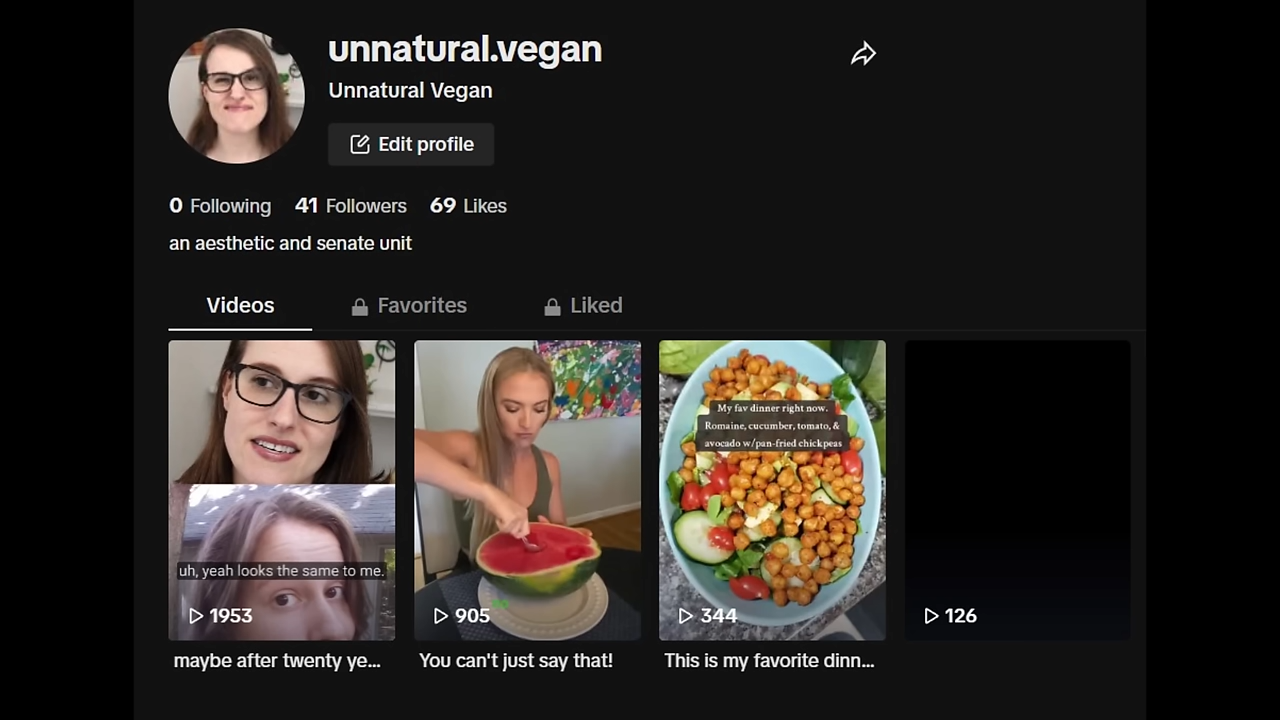 unnatural.vegan
Unnatural Vegan
Edit profile
0 Following 41 Followers 69 Likes
an aesthetic and senate unit
Videos Favorites Liked
uh, yeah looks the same to me.
1953
maybe after twenty ye...
905
You can't just say that!
My fav dinner right now.
Romaine, cucumber, tomato, &
avocado w/pan-fried chickpeas
344
This is my favorite dinn...
126